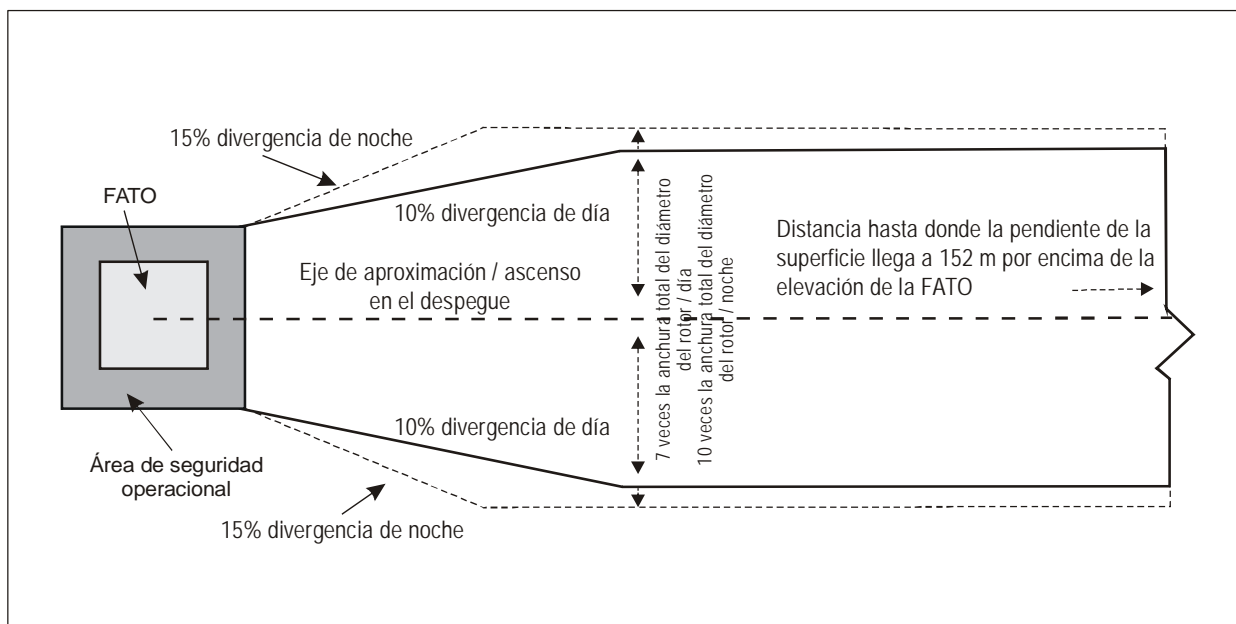 15% divergencia de noche
FATO
10% divergencia de día
Eje de aproximación / ascenso
en el despegue
7 veces la anchura total del diámetro
del rotor / día
10 veces la anchura total del diámetro
del rotor / noche
Distancia hasta donde la pendiente de la
superficie llega a 152 m por encima de la
elevación de la FATO
10% divergencia de día
Área de seguridad
operacional
15% divergencia de noche